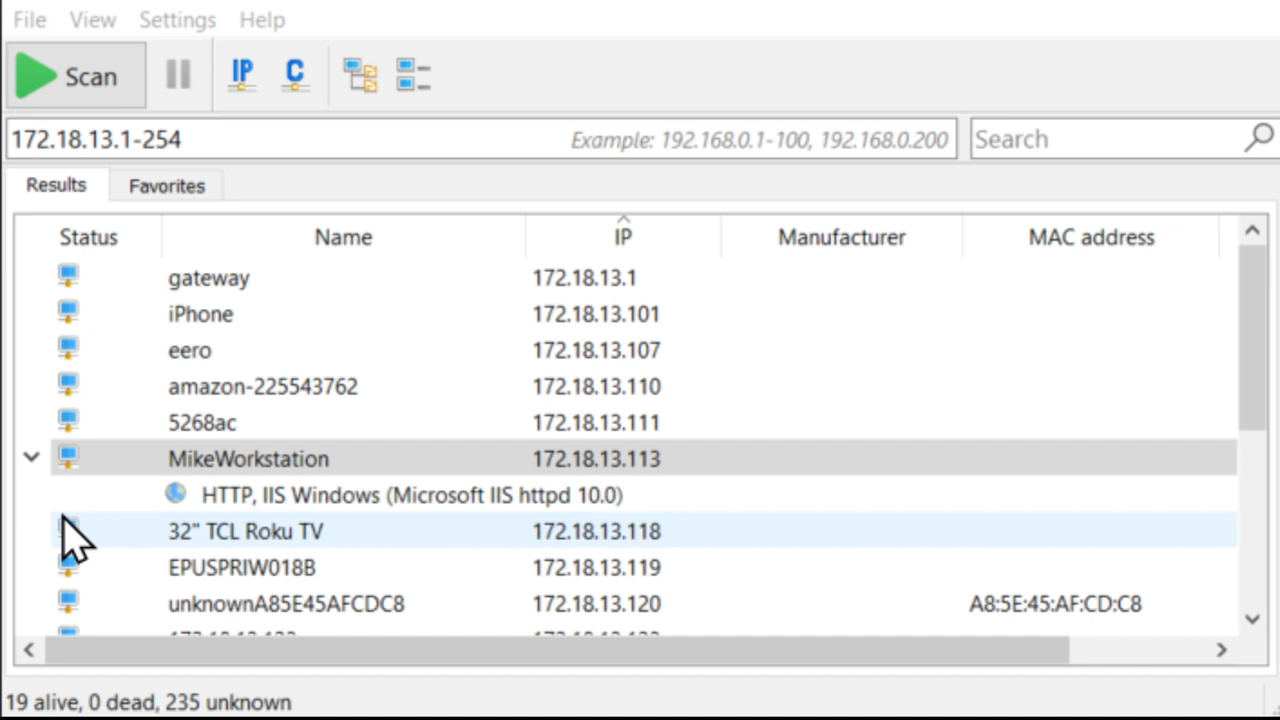 File View Settings Help
Scan IP C
172.18.13.1-254 Example: 192.168.0.1-100, 192.168.0.200 Search
Results Favorites
Status Name IP Manufacturer MAC address
gateway 172.18.13.1
iPhone 172.18.13.101
eero 172.18.13.107
amazon-225543762 172.18.13.110
5268ac 172.18.13.111
MikeWorkstation 172.18.13.113
HTTP, IIS Windows (Microsoft IIS httpd 10.0)
32" TCL Roku TV 172.18.13.118
EPUSPRIW018B 172.18.13.119
unknownA85E45AFCDC8 172.18.13.120 A8:5E:45:AF:CD:C8
19 alive, 0 dead, 235 unknown